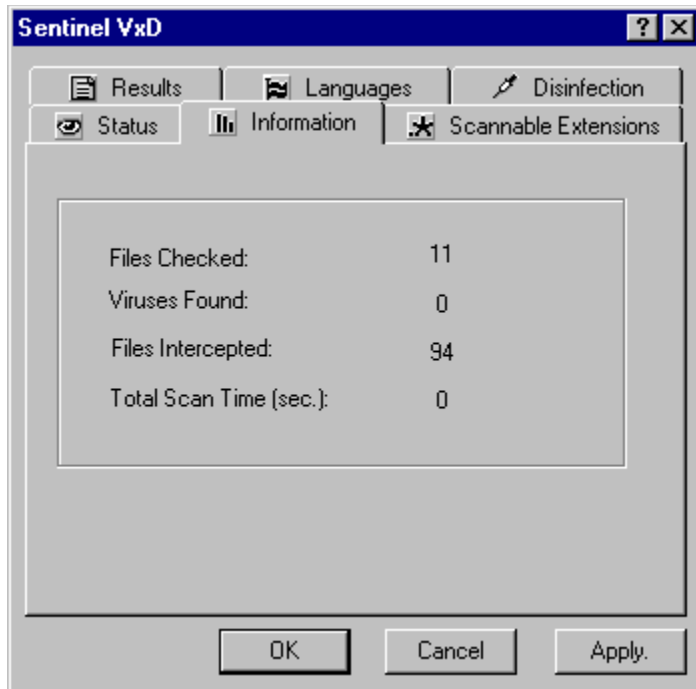 Sentinel VxD
Results Languages Disinfection
Status Information Scannable Extensions
Files Checked: 11
Viruses Found: 0
Files Intercepted: 94
Total Scan Time (sec.): 0
OK Cancel Apply.